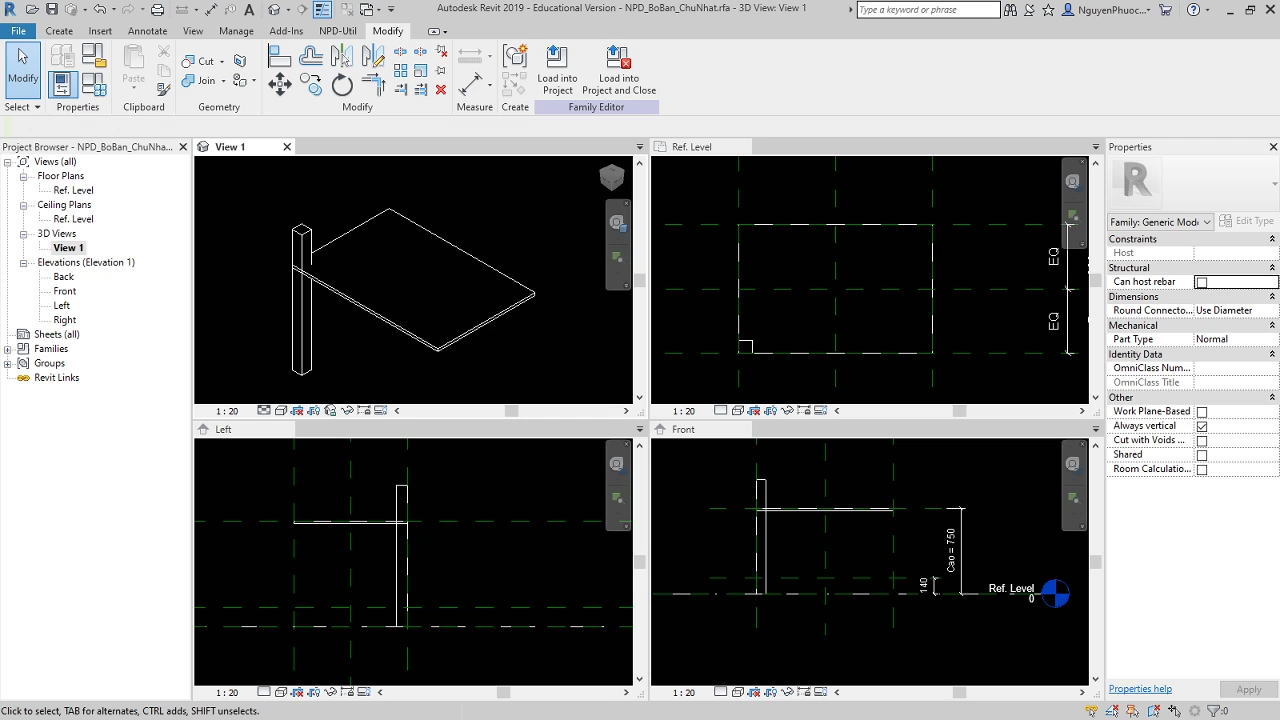 Autodesk Revit 2019 - Educational Version - NPD_BoBan_ChuNhat.rfa - 3D View: View 1
Type a keyword or phrase
NguyenPhuoc...
File
Create
Insert
Annotate
View
Manage
Add-Ins
NPD-Util
Modify
Modify
Paste
Cut
Join
Load into
Project
Load into
Project and Close
Select
Properties
Clipboard
Geometry
Modify
Measure
Create
Family Editor
Project Browser - NPD_BoBan_ChuNha...
Views (all)
Floor Plans
Ref. Level
Ceiling Plans
Ref. Level
3D Views
View 1
Elevations (Elevation 1)
Back
Front
Left
Right
Sheets (all)
Families
Groups
Revit Links
View 1
1 : 20
Ref. Level
EQ
EQ
1 : 20
Left
1 : 20
Front
Cao = 750
140
Ref. Level
0
1 : 20
Properties
R
Family: Generic Mode
Edit Type
Constraints
Host
Structural
Can host rebar
Dimensions
Round Connecto...
Use Diameter
Mechanical
Part Type
Normal
Identity Data
OmniClass Num...
OmniClass Title
Other
Work Plane-Based
Always vertical
Cut with Voids ...
Shared
Room Calculatio...
Properties help
Apply
Click to select, TAB for alternates, CTRL adds, SHIFT unselects.
:0